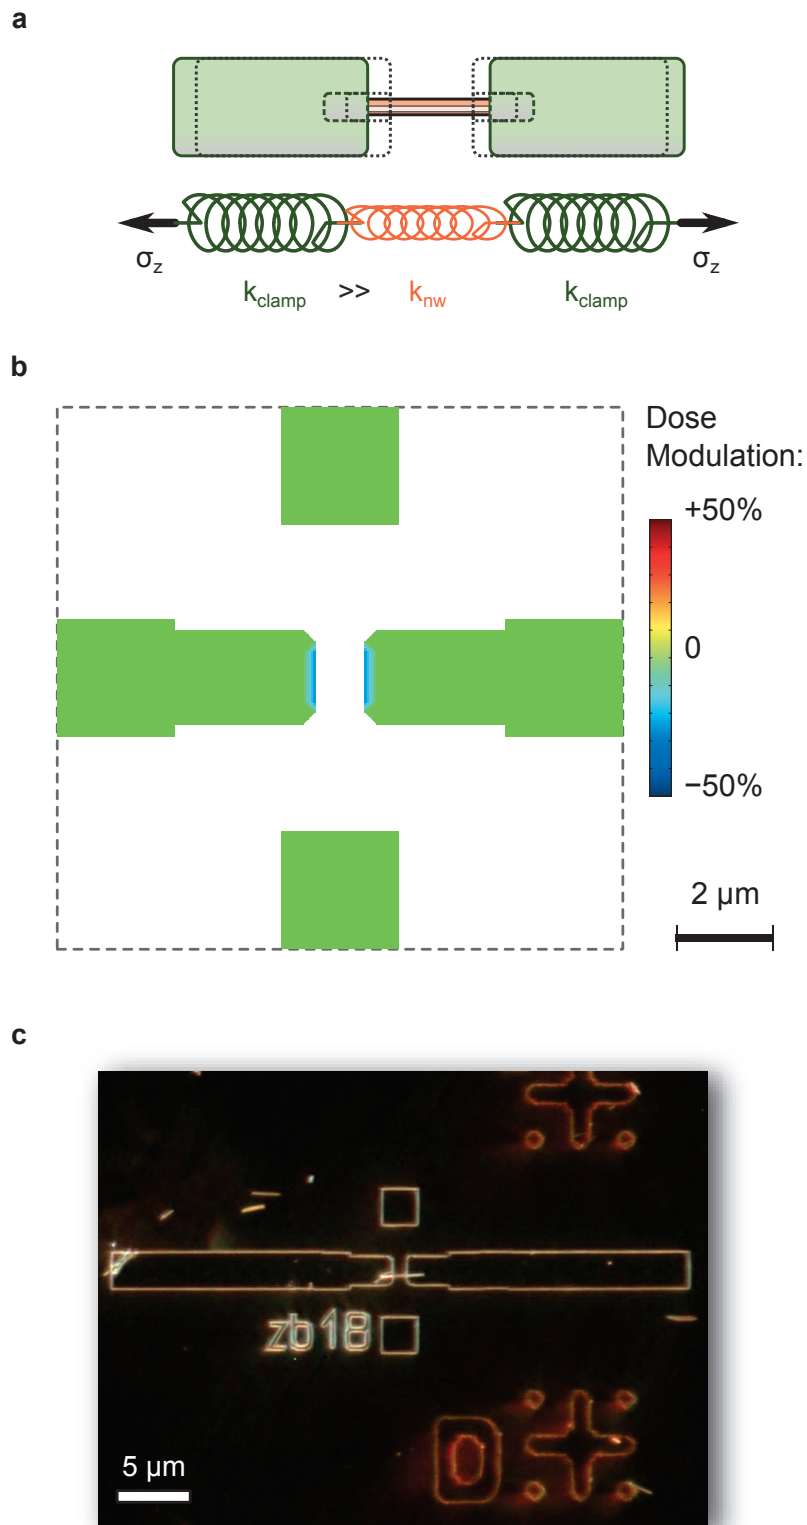 a
σz σz
kclamp >> knw kclamp
b
Dose
Modulation:
+50%
0
−50%
2 µm
c
zb18
0
5 µm